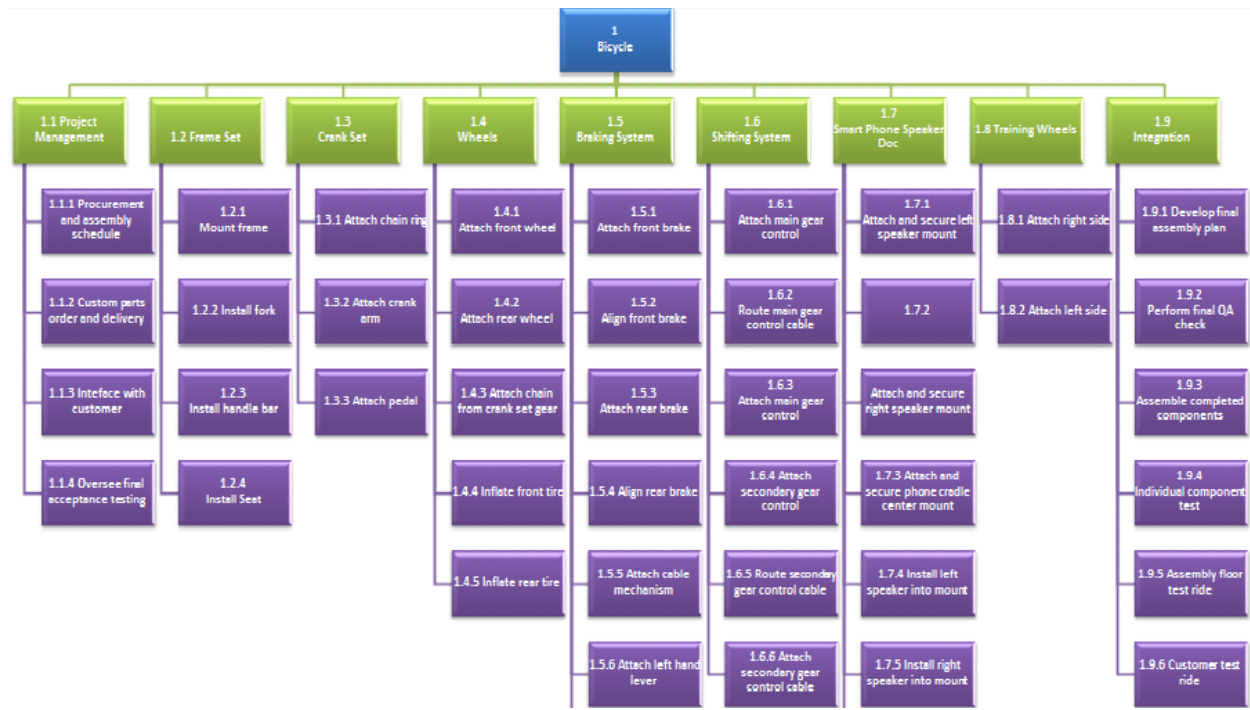 1
Bicycle
1.1 Project
Management
1.2 Frame Set
1.3
Crank Set
1.4
Wheels
1.5
Braking System
1.6
Shifting System
1.7
Smart Phone Speaker
Doc
1.8 Training Wheels
1.9
Integration
1.1.1 Procurement
and assembly
schedule
1.1.2 Custom parts
order and delivery
1.1.3 Inteface with
customer
1.1.4 Oversee final
acceptance testing
1.2.1
Mount frame
1.2.2 Install fork
1.2.3
Install handle bar
1.2.4
Install Seat
1.3.1 Attach chain ring
1.3.2 Attach crank
arm
1.3.3 Attach pedal
1.4.1
Attach front wheel
1.4.2
Attach rear wheel
1.4.3 Attach chain
from crank set gear
1.4.4 Inflate front tire
1.4.5 Inflate rear tire
1.5.1
Attach front brake
1.5.2
Align front brake
1.5.3
Attach rear brake
1.5.4 Align rear brake
1.5.5 Attach cable
mechanism
1.5.6 Attach left hand
lever
1.6.1
Attach main gear
control
1.6.2
Route main gear
control cable
1.6.3
Attach main gear
control
1.6.4 Attach
secondary gear
control
1.6.5 Route secondary
gear control cable
1.6.6 Attach
secondary gear
control cable
1.7.1
Attach and secure left
speaker mount
1.7.2
Attach and secure
right speaker mount
1.7.3 Attach and
secure phone cradle
center mount
1.7.4 Install left
speaker into mount
1.7.5 Install right
speaker into mount
1.8.1 Attach right side
1.8.2 Attach left side
1.9.1 Develop final
assembly plan
1.9.2
Perform final QA
check
1.9.3
Assemble completed
components
1.9.4
Individual component
test
1.9.5 Assembly floor
test ride
1.9.6 Customer test
ride